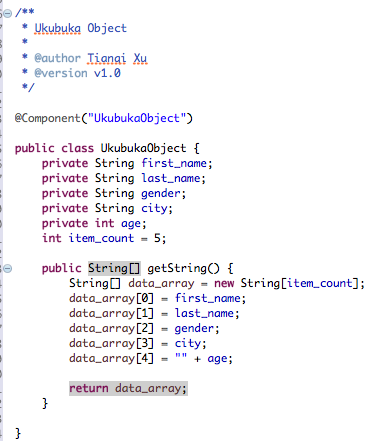 /**
* Ukubuka Object
*
* @author Tianqi Xu
* @version v1.0
*/
@Component("UkubukaObject")
public class UkubukaObject {
private String first_name;
private String last_name;
private String gender;
private String city;
private int age;
int item_count = 5;
public String[] getString() {
String[] data_array = new String[item_count];
data_array[0] = first_name;
data_array[1] = last_name;
data_array[2] = gender;
data_array[3] = city;
data_array[4] = "" + age;
return data_array;
}
}